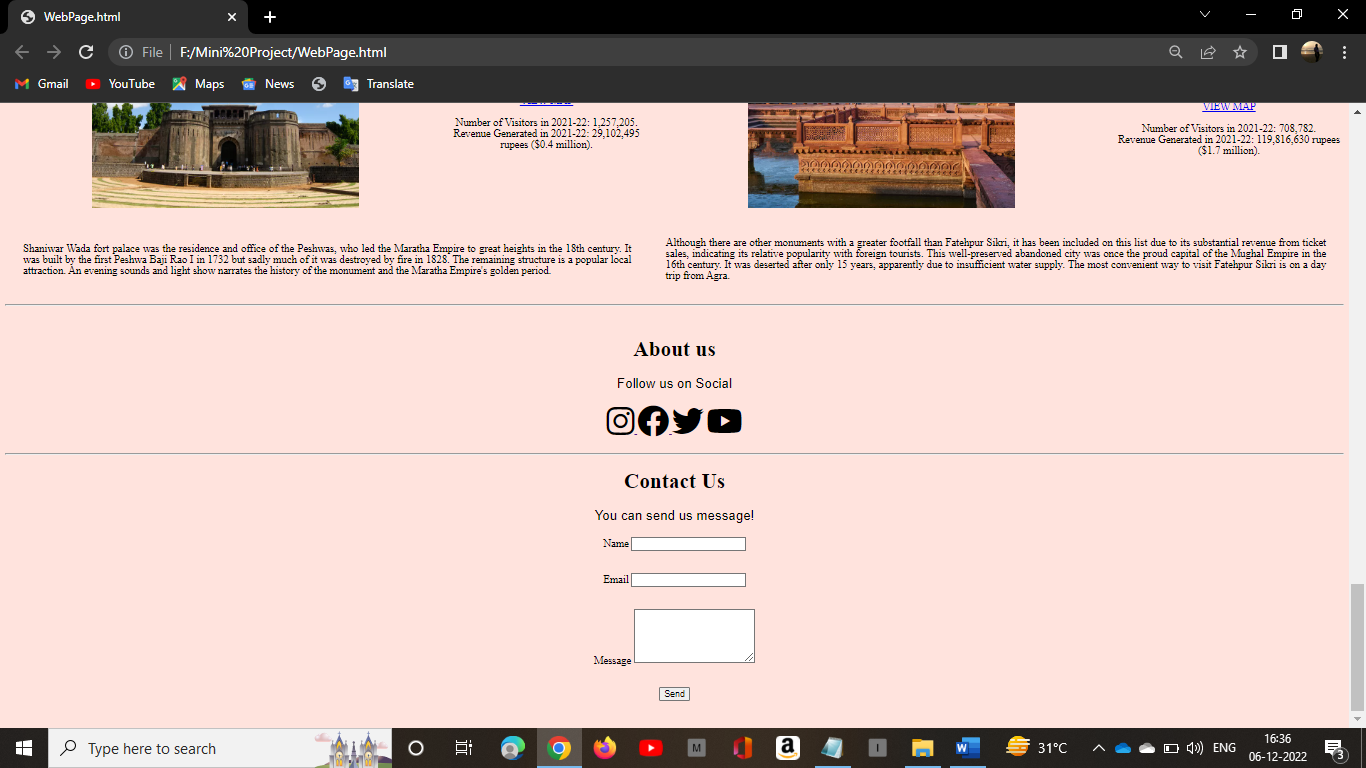 WebPage.html
File
F:/Mini%20Project/WebPage.html
Gmail
YouTube
Maps
News
Translate
VIEW MAP
Number of Visitors in 2021-22: 1,257,205.
Revenue Generated in 2021-22: 29,102,495
rupees ($0.4 million).
VIEW MAP
Number of Visitors in 2021-22: 708,782.
Revenue Generated in 2021-22: 119,816,630 rupees
($1.7 million).
Shaniwar Wada fort palace was the residence and office of the Peshwas, who led the Maratha Empire to great heights in the 18th century. It
was built by the first Peshwa Baji Rao I in 1732 but sadly much of it was destroyed by fire in 1828. The remaining structure is a popular local
attraction. An evening sounds and light show narrates the history of the monument and the Maratha Empire's golden period.
Although there are other monuments with a greater footfall than Fatehpur Sikri, it has been included on this list due to its substantial revenue from ticket
sales, indicating its relative popularity with foreign tourists. This well-preserved abandoned city was once the proud capital of the Mughal Empire in the
16th century. It was deserted after only 15 years, apparently due to insufficient water supply. The most convenient way to visit Fatehpur Sikri is on a day
trip from Agra.
About us
Follow us on Social
Contact Us
You can send us message!
Name
Email
Message
Send
Type here to search
M
a
I
W
31°C
ENG
16:36
06-12-2022
3